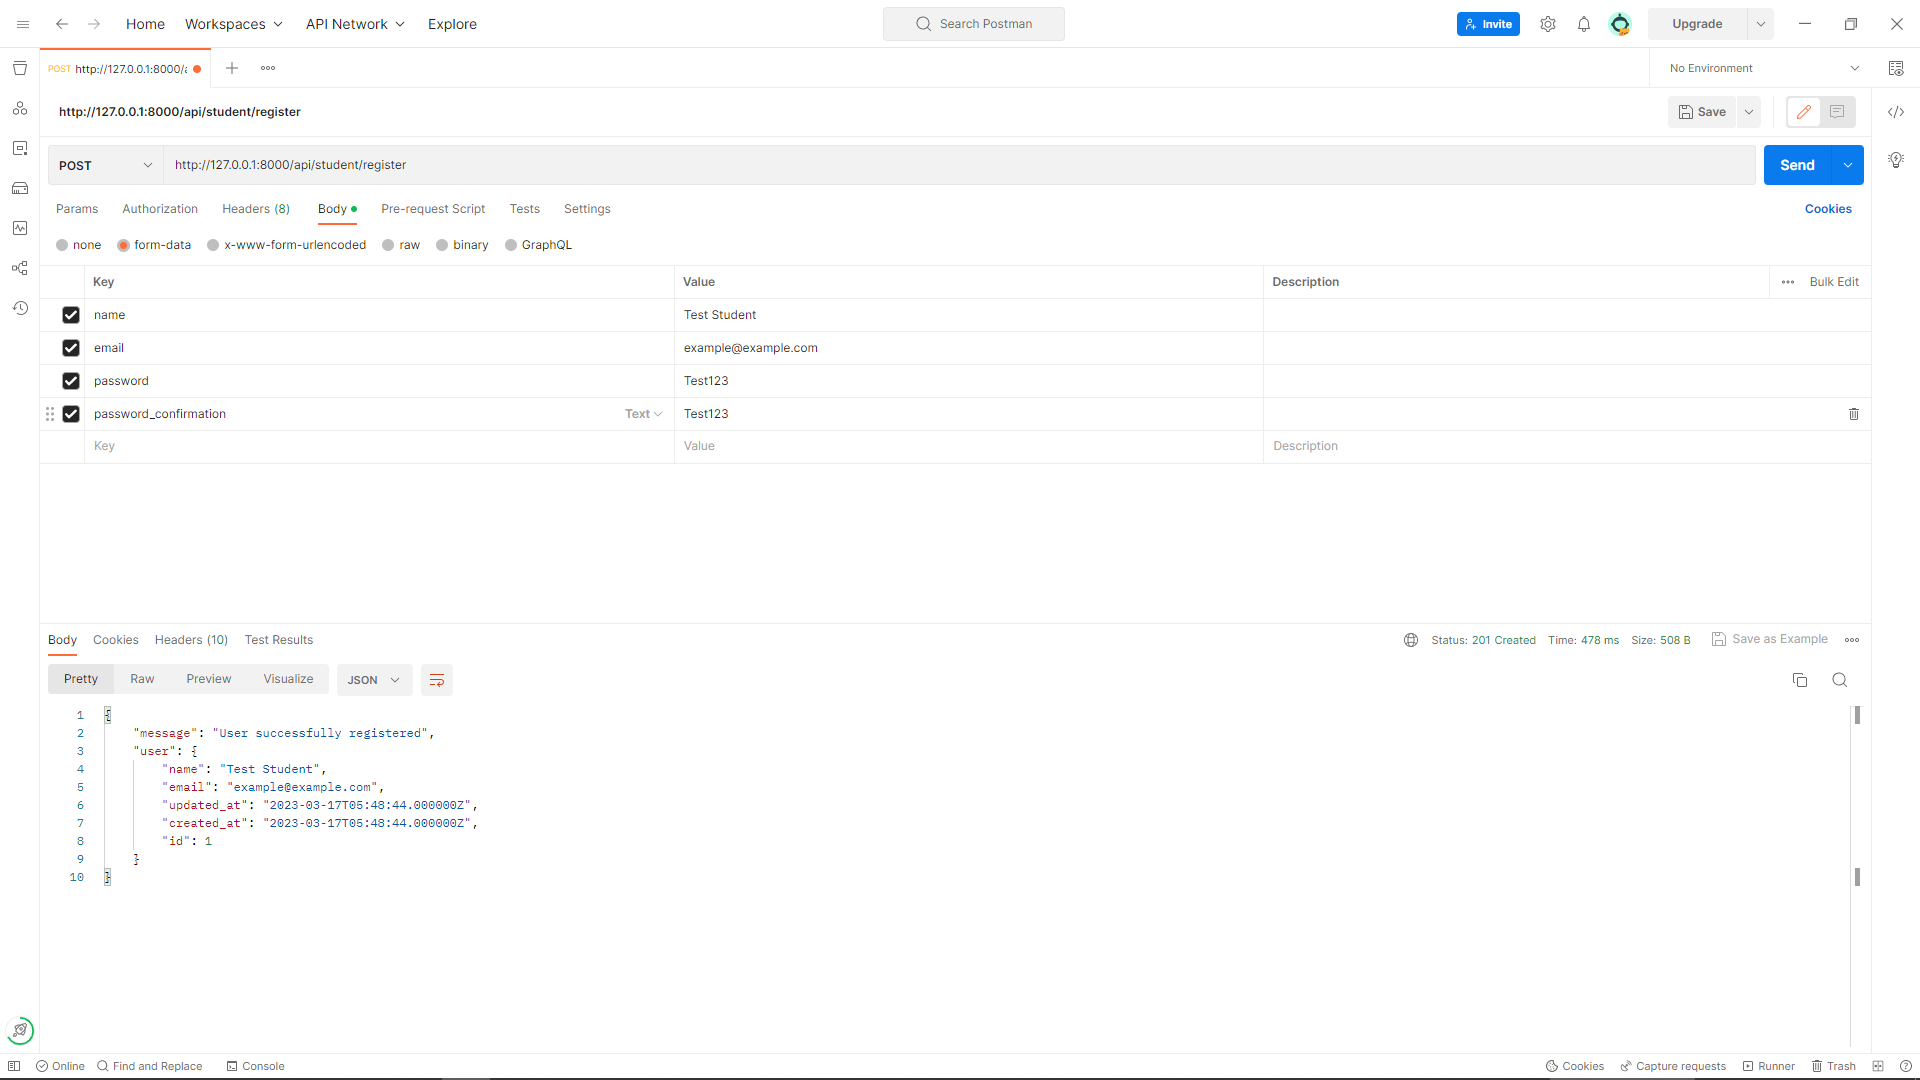 Home Workspaces API Network Explore Search Postman Invite Upgrade
POST http://127.0.0.1:8000/a No Environment
http://127.0.0.1:8000/api/student/register Save
POST http://127.0.0.1:8000/api/student/register Send
Params Authorization Headers (8) Body Pre-request Script Tests Settings Cookies
none form-data x-www-form-urlencoded raw binary GraphQL
Key Value Description Bulk Edit
name Test Student
email example@example.com
password Test123
password_confirmation Text Test123
Key Value Description
Body Cookies Headers (10) Test Results Status: 201 Created Time: 478 ms Size: 508 B Save as Example
Pretty Raw Preview Visualize JSON
1 {
2 "message": "User successfully registered",
3 "user": {
4 "name": "Test Student",
5 "email": "example@example.com",
6 "updated_at": "2023-03-17T05:48:44.000000Z",
7 "created_at": "2023-03-17T05:48:44.000000Z",
8 "id": 1
9 }
10 }
Online Find and Replace Console Cookies Capture requests Runner Trash